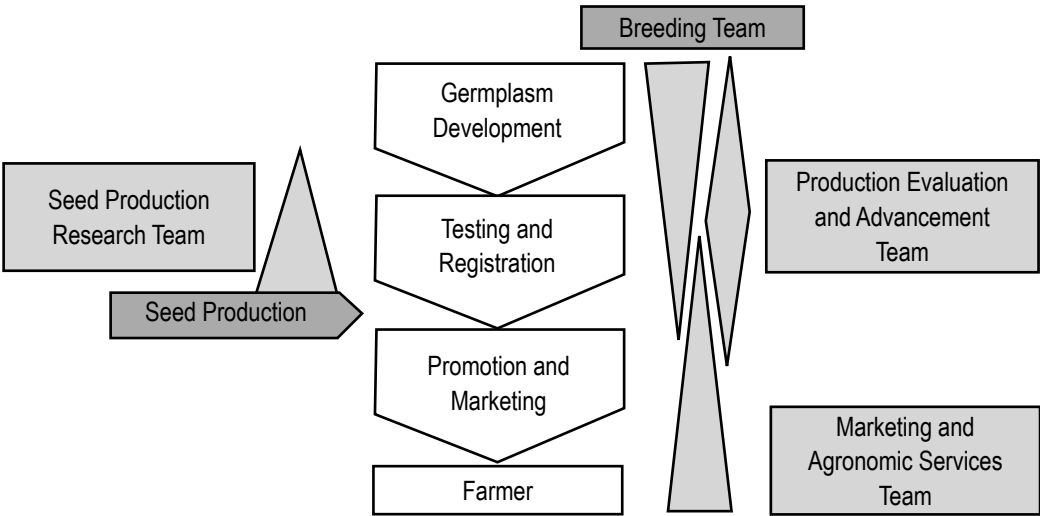 Breeding Team
Germplasm
Development
Seed Production
Research Team
Testing and
Registration
Production Evaluation
and Advancement
Team
Seed Production
Promotion and
Marketing
Marketing and
Agronomic Services
Team
Farmer